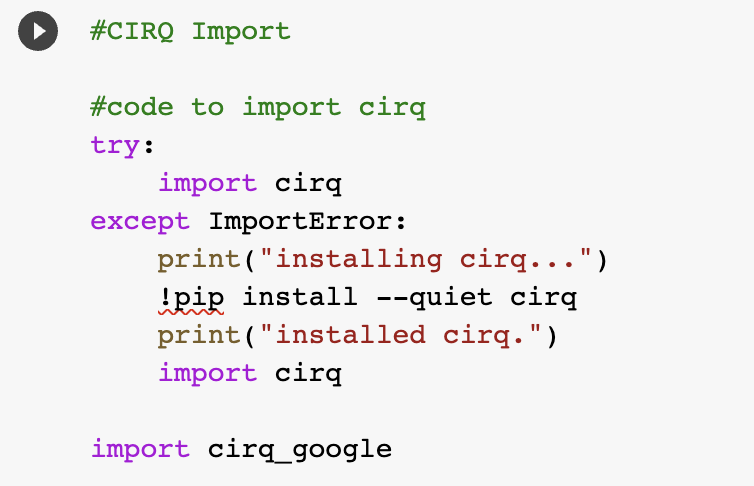 #CIRQ Import
#code to import cirq
try:
    import cirq
except ImportError:
    print("installing cirq...")
    !pip install --quiet cirq
    print("installed cirq.")
    import cirq
import cirq_google